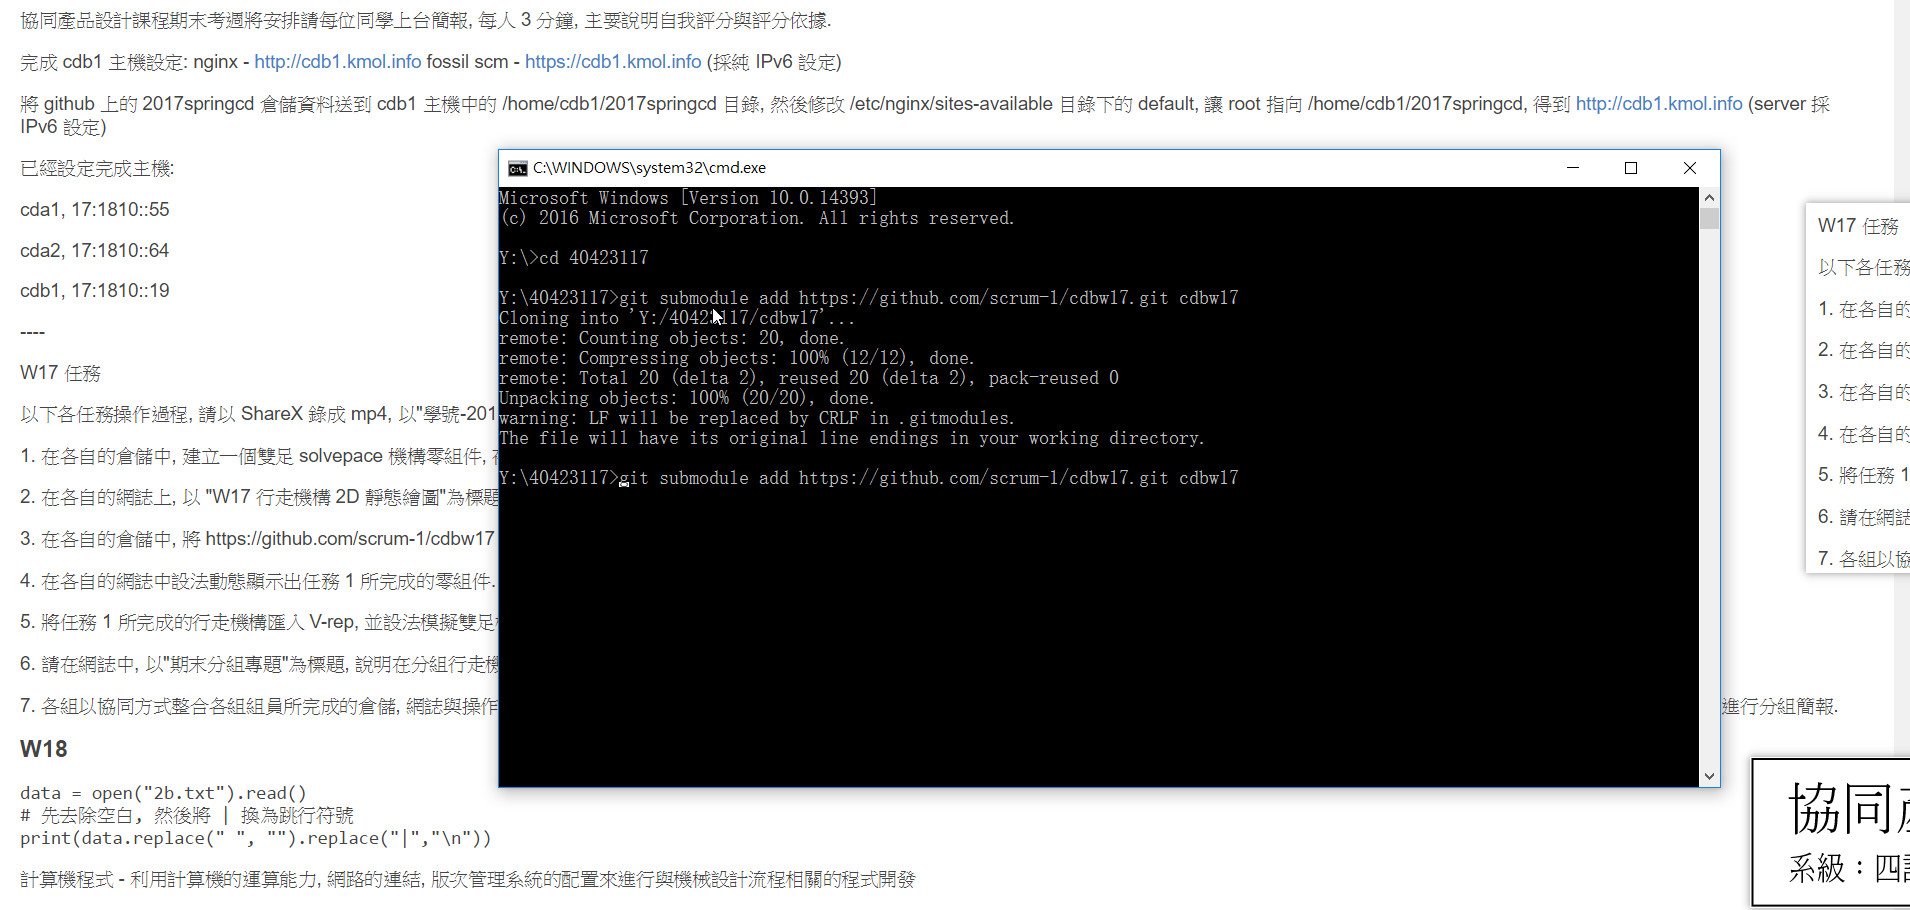 協同產品設計課程期末考週將安排請每位同學上台簡報, 每人 3 分鐘, 主要說明自我評分與評分依據.
完成 cdb1 主機設定: nginx - http://cdb1.kmol.info fossil scm - https://cdb1.kmol.info (採純 IPv6 設定)
將 github 上的 2017springcd 倉儲資料送到 cdb1 主機中的 /home/cdb1/2017springcd 目錄, 然後修改 /etc/nginx/sites-available 目錄下的 default, 讓 root 指向 /home/cdb1/2017springcd, 得到 http://cdb1.kmol.info (server 採
IPv6 設定)
已經設定完成主機:
cda1, 17:1810::55
cda2, 17:1810::64
cdb1, 17:1810::19
----
W17 任務
以下各任務操作過程, 請以 ShareX 錄成 mp4, 以"學號-201
1. 在各自的倉儲中, 建立一個雙足 solvepace 機構零組件,
2. 在各自的網誌上, 以 "W17 行走機構 2D 靜態繪圖"為標題
3. 在各自的倉儲中, 將 https://github.com/scrum-1/cdbw17
4. 在各自的網誌中設法動態顯示出任務 1 所完成的零組件.
5. 將任務 1 所完成的行走機構匯入 V-rep, 並設法模擬雙足
6. 請在網誌中, 以"期末分組專題"為標題, 說明在分組行走機
7. 各組以協同方式整合各組組員所完成的倉儲, 網誌與操作
進行分組簡報.
W18
data = open("2b.txt").read()
# 先去除空白, 然後將 | 換為跳行符號
print(data.replace(" ", "").replace("|","\n"))
計算機程式 - 利用計算機的運算能力, 網路的連結, 版次管理系統的配置來進行與機械設計流程相關的程式開發
C:\WINDOWS\system32\cmd.exe
Microsoft Windows [Version 10.0.14393]
(c) 2016 Microsoft Corporation. All rights reserved.
Y:\>cd 40423117
Y:\40423117>git submodule add https://github.com/scrum-1/cdbw17.git cdbw17
Cloning into 'Y:/40423117/cdbw17'...
remote: Counting objects: 20, done.
remote: Compressing objects: 100% (12/12), done.
remote: Total 20 (delta 2), reused 20 (delta 2), pack-reused 0
Unpacking objects: 100% (20/20), done.
warning: LF will be replaced by CRLF in .gitmodules.
The file will have its original line endings in your working directory.
Y:\40423117>git submodule add https://github.com/scrum-1/cdbw17.git cdbw17
W17 任務
以下各任務
1. 在各自的
2. 在各自的
3. 在各自的
4. 在各自的
5. 將任務 1
6. 請在網誌
7. 各組以協
協同產
系級：四設